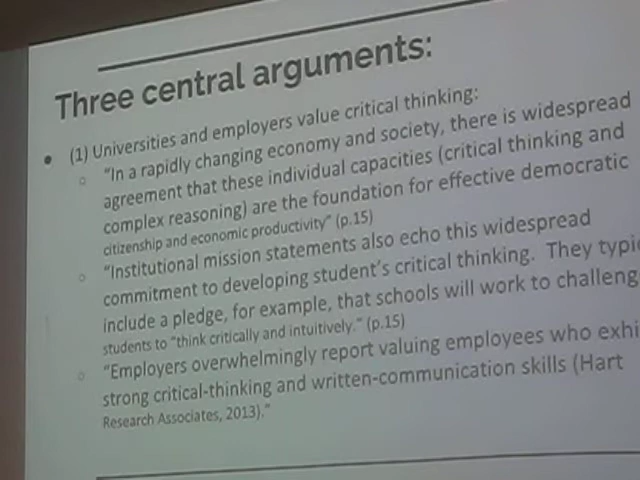 Three central arguments:
● (1) Universities and employers value critical thinking:
○ "In a rapidly changing economy and society, there is widespread
agreement that these individual capacities (critical thinking and
complex reasoning) are the foundation for effective democratic
citizenship and economic productivity" (p.15)
○ "Institutional mission statements also echo this widespread
commitment to developing student's critical thinking. They typic
include a pledge, for example, that schools will work to challeng
students to "think critically and intuitively." (p.15)
○ "Employers overwhelmingly report valuing employees who exhi
strong critical-thinking and written-communication skills (Hart
Research Associates, 2013)."